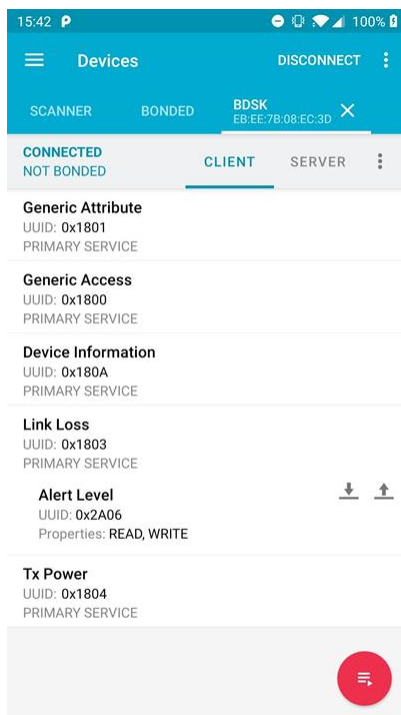 15:42 100%
Devices DISCONNECT
SCANNER BONDED BDSK
EB:EE:7B:08:EC:3D
CONNECTED
NOT BONDED
CLIENT SERVER
Generic Attribute
UUID: 0x1801
PRIMARY SERVICE
Generic Access
UUID: 0x1800
PRIMARY SERVICE
Device Information
UUID: 0x180A
PRIMARY SERVICE
Link Loss
UUID: 0x1803
PRIMARY SERVICE
Alert Level
UUID: 0x2A06
Properties: READ, WRITE
Tx Power
UUID: 0x1804
PRIMARY SERVICE